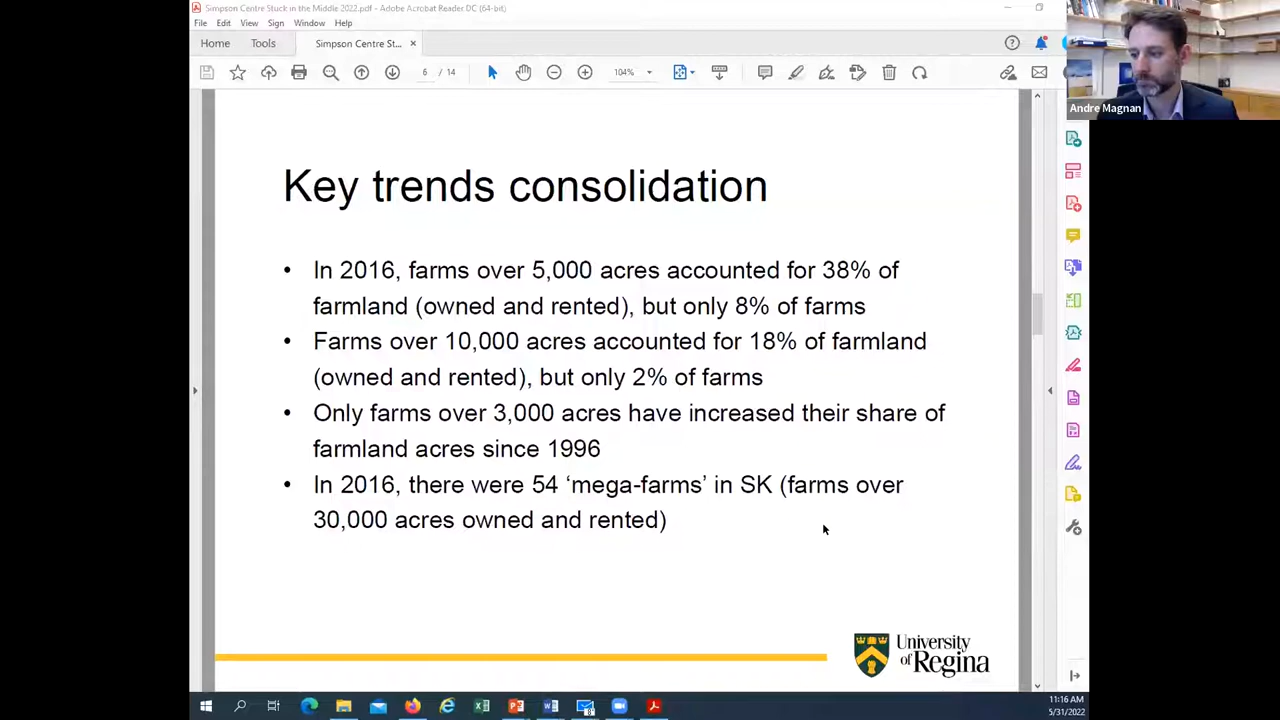 Simpson Centre Stuck in the Middle 2022.pdf - Adobe Acrobat Reader DC (64-bit)
File Edit View Sign Window Help
Home Tools Simpson Centre St... ×
6 / 14 104%
Andre Magnan
Key trends consolidation
• In 2016, farms over 5,000 acres accounted for 38% of
farmland (owned and rented), but only 8% of farms
• Farms over 10,000 acres accounted for 18% of farmland
(owned and rented), but only 2% of farms
• Only farms over 3,000 acres have increased their share of
farmland acres since 1996
• In 2016, there were 54 ‘mega-farms’ in SK (farms over
30,000 acres owned and rented)
University
of Regina
11:16 AM
5/31/2022